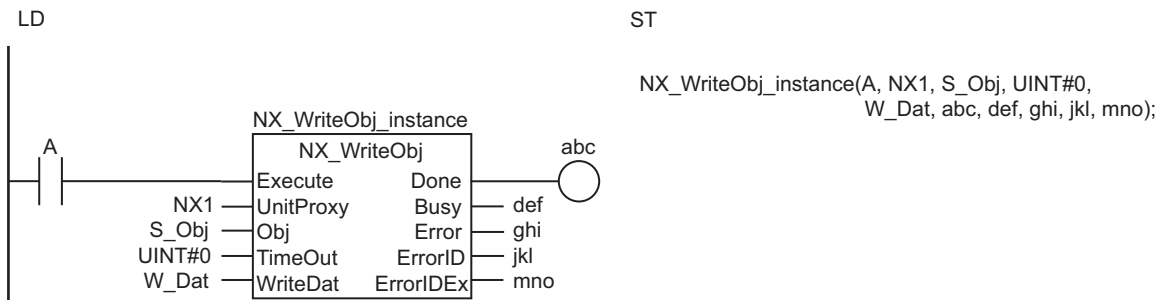 LD
ST
NX_WriteObj_instance(A, NX1, S_Obj, UINT#0,
W_Dat, abc, def, ghi, jkl, mno);
NX_WriteObj_instance
A
NX_WriteObj
abc
Execute Done
NX1 UnitProxy Busy def
S_Obj Obj Error ghi
UINT#0 TimeOut ErrorID jkl
W_Dat WriteDat ErrorIDEx mno